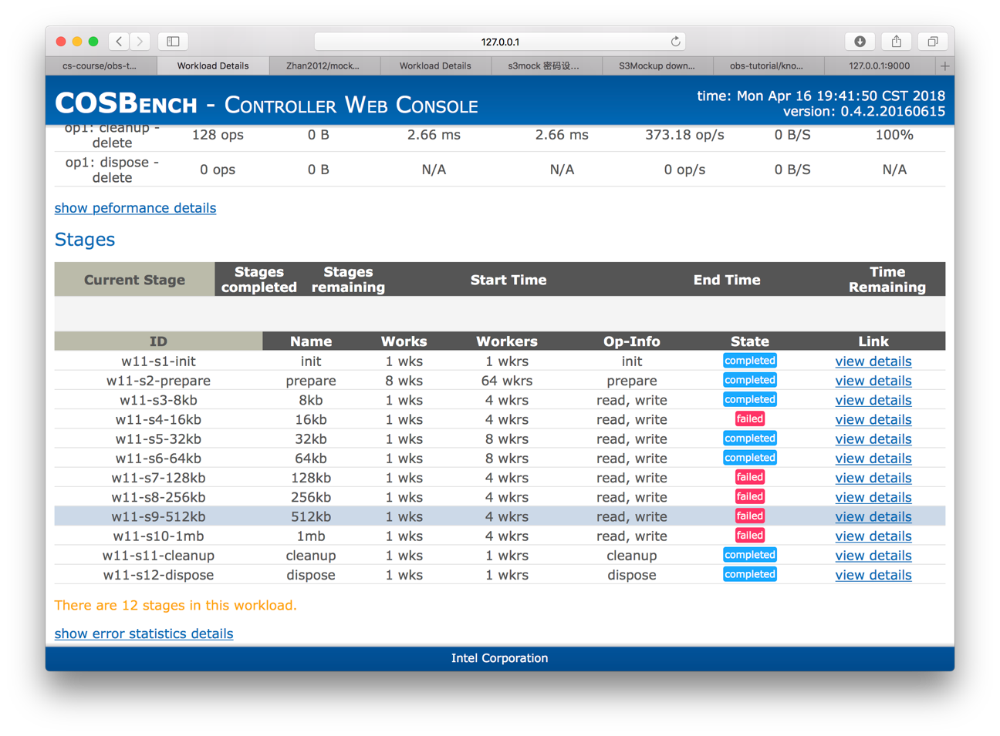 127.0.0.1
cs-course/obs-t... Workload Details Zhan2012/mock... Workload Details s3mock 密码设... S3Mockup down... obs-tutorial/kno... 127.0.0.1:9000
COSBench - Controller Web Console
time: Mon Apr 16 19:41:50 CST 2018
version: 0.4.2.20160615
op1: cleanup - delete 128 ops 0 B 2.66 ms 2.66 ms 373.18 op/s 0 B/S 100%
op1: dispose - delete 0 ops 0 B N/A N/A 0 op/s 0 B/S N/A
show peformance details
Stages
Current Stage Stages completed Stages remaining Start Time End Time Time Remaining
ID Name Works Workers Op-Info State Link
w11-s1-init init 1 wks 1 wkrs init completed view details
w11-s2-prepare prepare 8 wks 64 wkrs prepare completed view details
w11-s3-8kb 8kb 1 wks 4 wkrs read, write completed view details
w11-s4-16kb 16kb 1 wks 4 wkrs read, write failed view details
w11-s5-32kb 32kb 1 wks 8 wkrs read, write completed view details
w11-s6-64kb 64kb 1 wks 8 wkrs read, write completed view details
w11-s7-128kb 128kb 1 wks 4 wkrs read, write failed view details
w11-s8-256kb 256kb 1 wks 4 wkrs read, write failed view details
w11-s9-512kb 512kb 1 wks 4 wkrs read, write failed view details
w11-s10-1mb 1mb 1 wks 4 wkrs read, write failed view details
w11-s11-cleanup cleanup 1 wks 1 wkrs cleanup completed view details
w11-s12-dispose dispose 1 wks 1 wkrs dispose completed view details
There are 12 stages in this workload.
show error statistics details
Intel Corporation